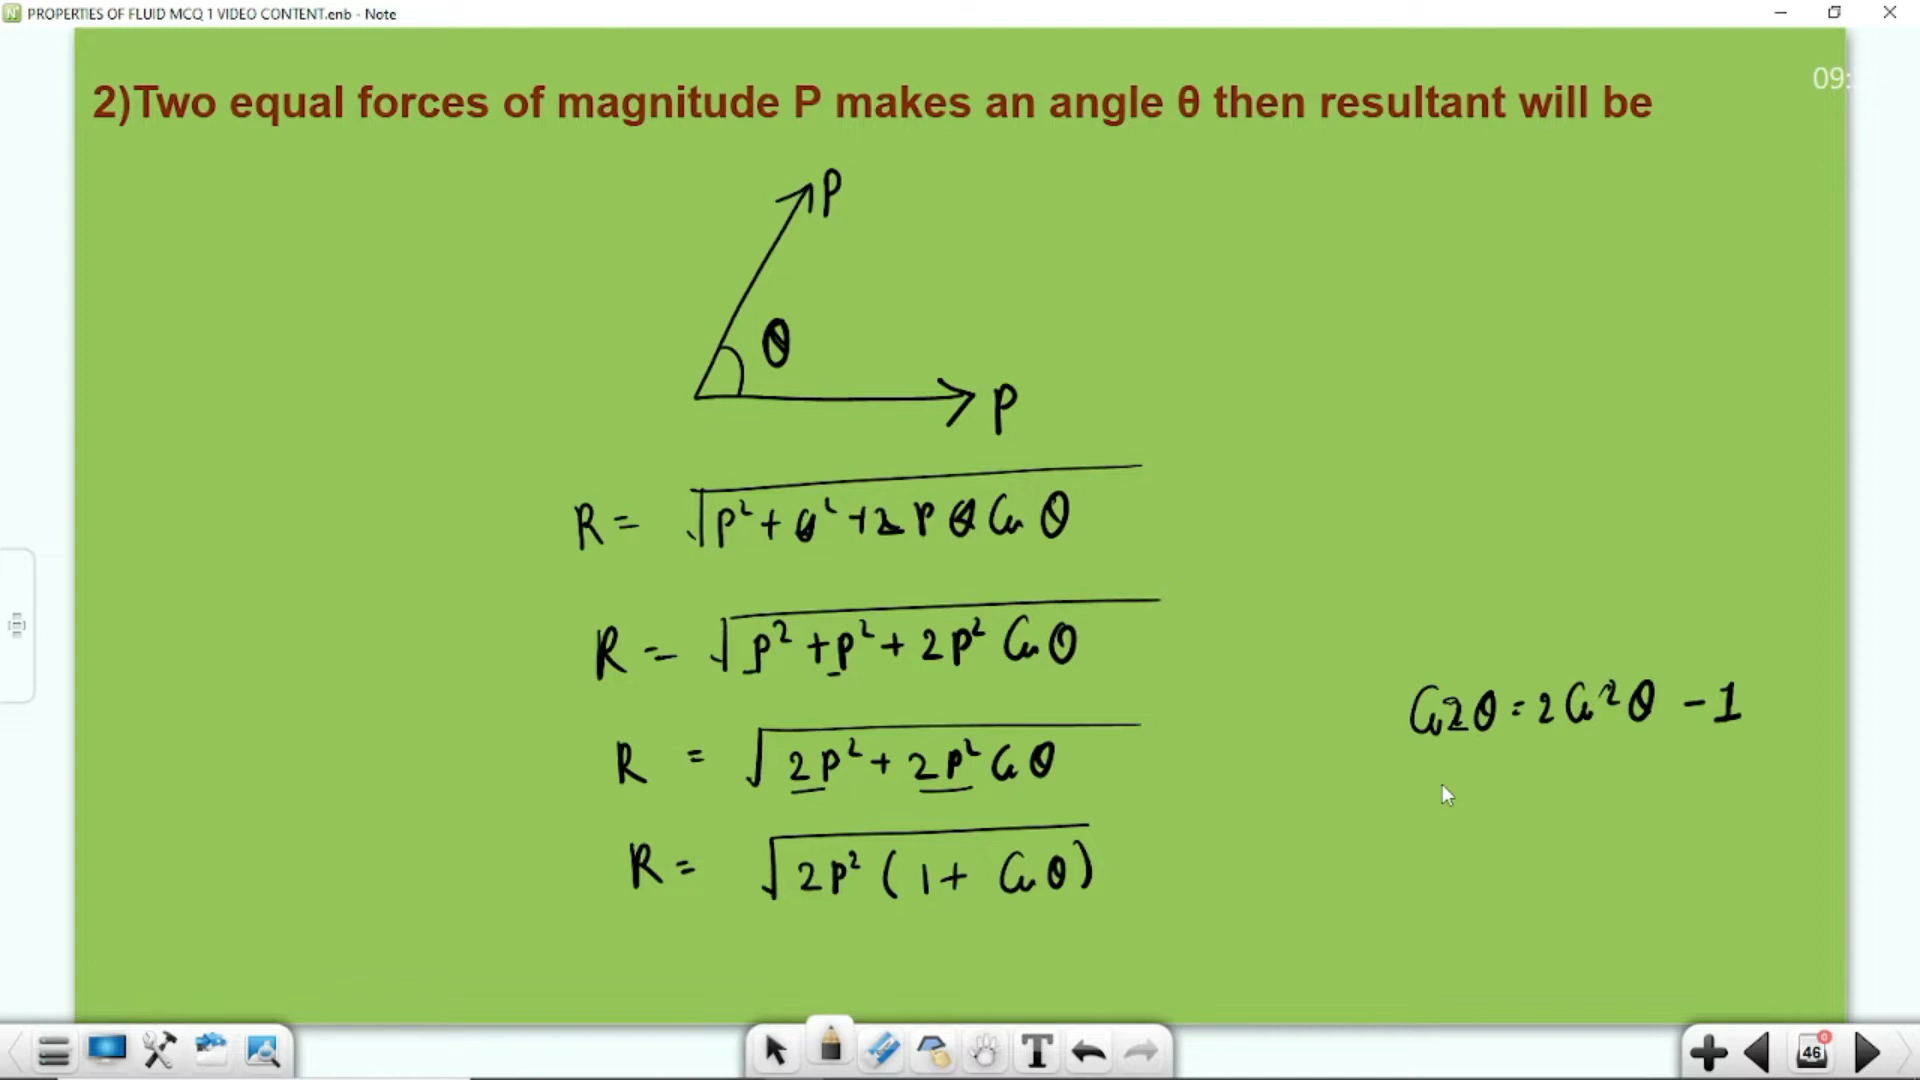 PROPERTIES OF FLUID MCQ 1 VIDEO CONTENT.enb - Note
09:
2)Two equal forces of magnitude P makes an angle θ then resultant will be
P
θ
P
R = √P² + Q² + 2 P Q Cos θ
R = √P² + P² + 2P² Cos θ
Cos2θ = 2Cos²θ - 1
R = √2P² + 2P² Cos θ
R = √2P² ( 1 + Cos θ )
T
46
0